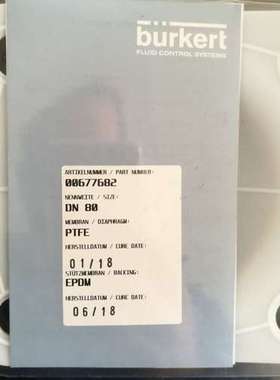 bürkert
FLUID CONTROL SYSTEMS
ARTIKELNUMMER / PART NUMBER:
00677682
NENNWEITE / SIZE:
DN 80
MEMBRAN / DIAPHRAGM:
PTFE
HERSTELLDATUM / CURE DATE:
01/18
STÜTZMEMBRAN / BACKING:
EPDM
HERSTELLDATUM / CURE DATE:
06/18